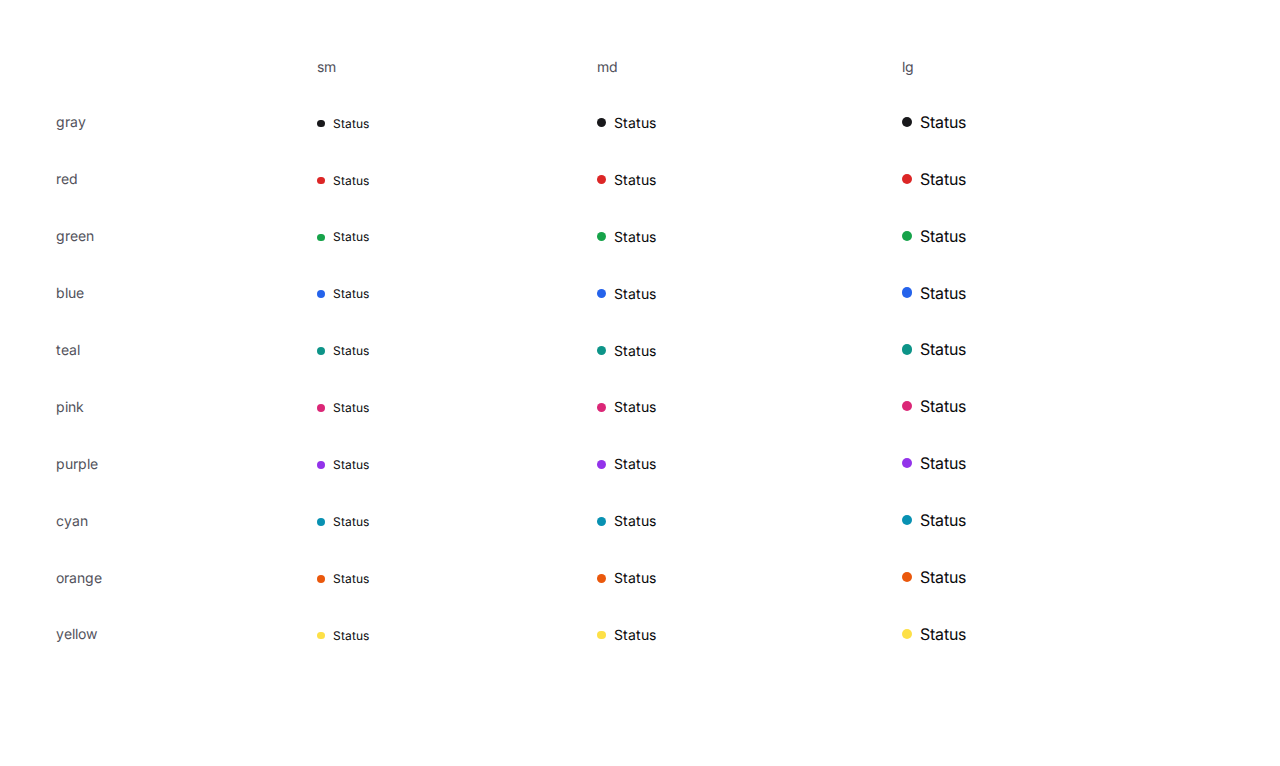 sm md lg
gray Status Status Status
red Status Status Status
green Status Status Status
blue Status Status Status
teal Status Status Status
pink Status Status Status
purple Status Status Status
cyan Status Status Status
orange Status Status Status
yellow Status Status Status